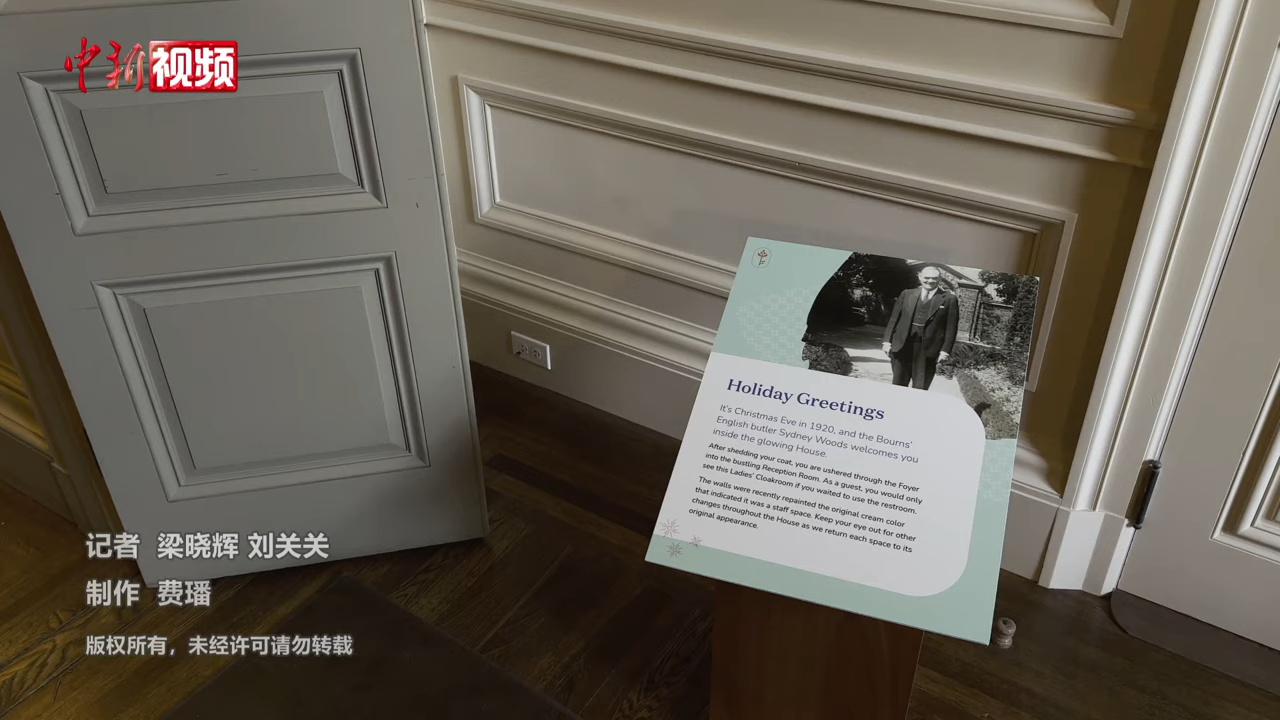 中新视频
Holiday Greetings
It's Christmas Eve in 1920, and the Bourns'
English butler Sydney Woods welcomes you
inside the glowing House.
After shedding your coat, you are ushered through the Foyer
into the bustling Reception Room. As a guest, you would only
see this Ladies' Cloakroom if you waited to use the restroom.
The walls were recently repainted the original cream color
that indicated it was a staff space. Keep your eye out for other
changes throughout the House as we return each space to its
original appearance.
记者 梁晓辉 刘关关
制作 费璠
版权所有，未经许可请勿转载